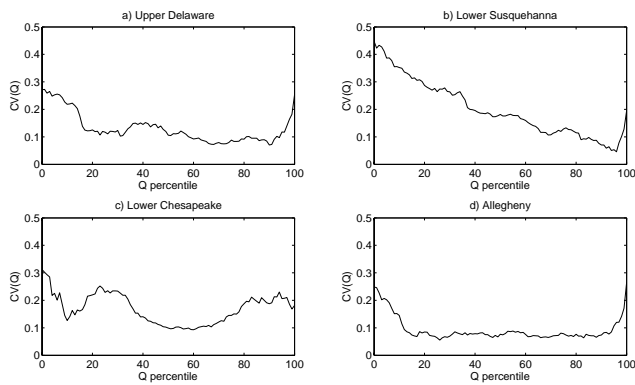 a) Upper Delaware
0.5
0.4
0.3
0.2
0.1
0
CV(Q)
0 20 40 60 80 100
Q percentile
b) Lower Susquehanna
0.5
0.4
0.3
0.2
0.1
0
CV(Q)
0 20 40 60 80 100
Q percentile
c) Lower Chesapeake
0.5
0.4
0.3
0.2
0.1
0
CV(Q)
0 20 40 60 80 100
Q percentile
d) Allegheny
0.5
0.4
0.3
0.2
0.1
0
CV(Q)
0 20 40 60 80 100
Q percentile